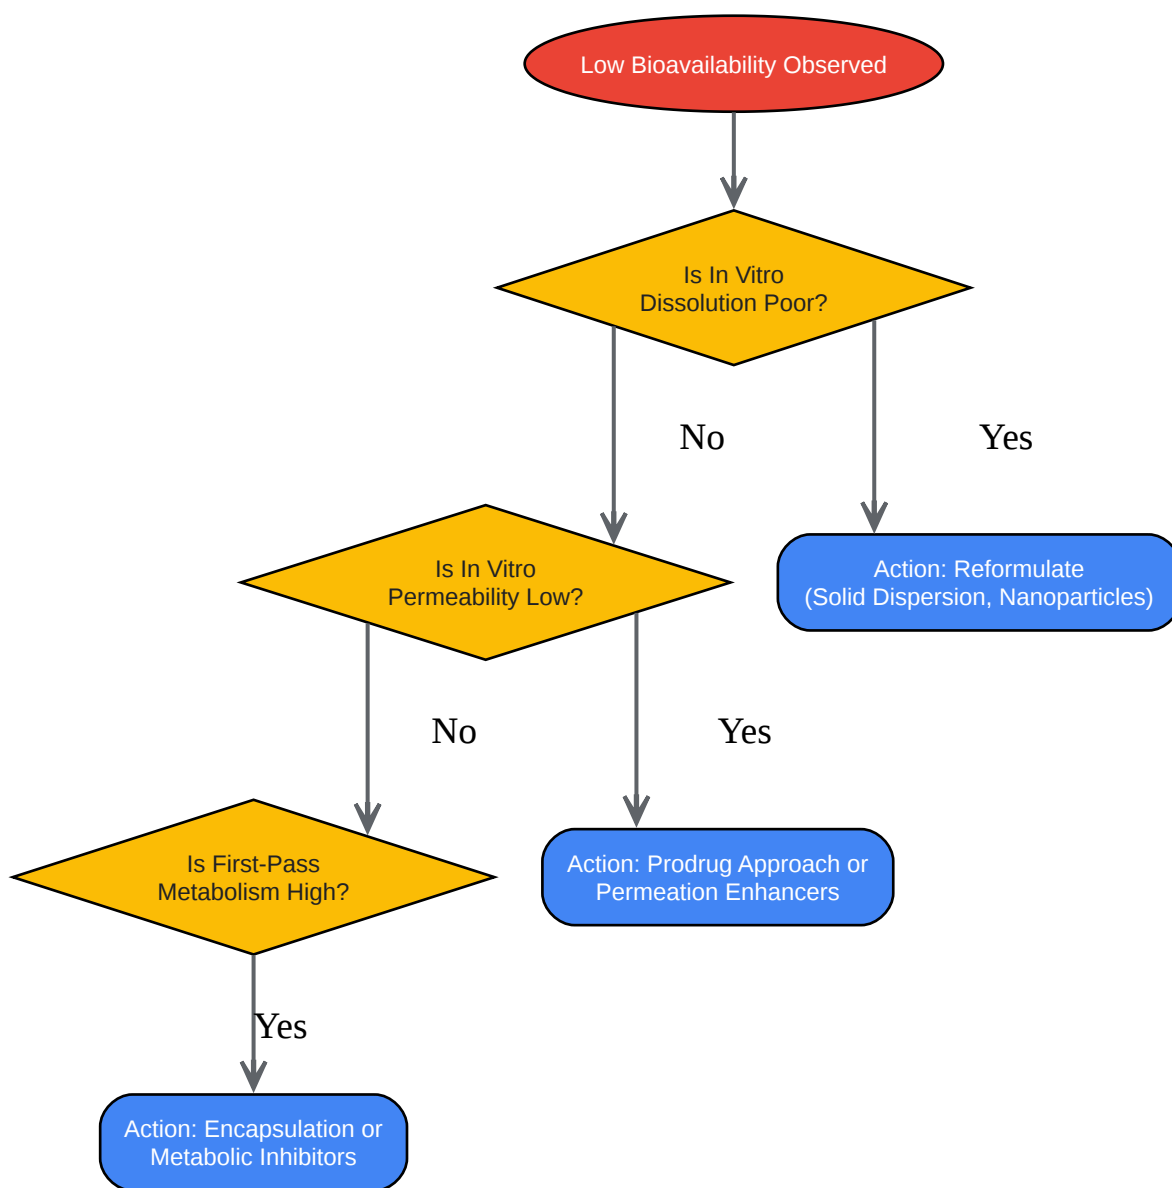 Low Bioavailability Observed
Is In Vitro
Dissolution Poor?
No
Yes
Is In Vitro
Permeability Low?
Action: Reformulate
(Solid Dispersion, Nanoparticles)
No
Yes
Is First-Pass
Metabolism High?
Action: Prodrug Approach or
Permeation Enhancers
Yes
Action: Encapsulation or
Metabolic Inhibitors